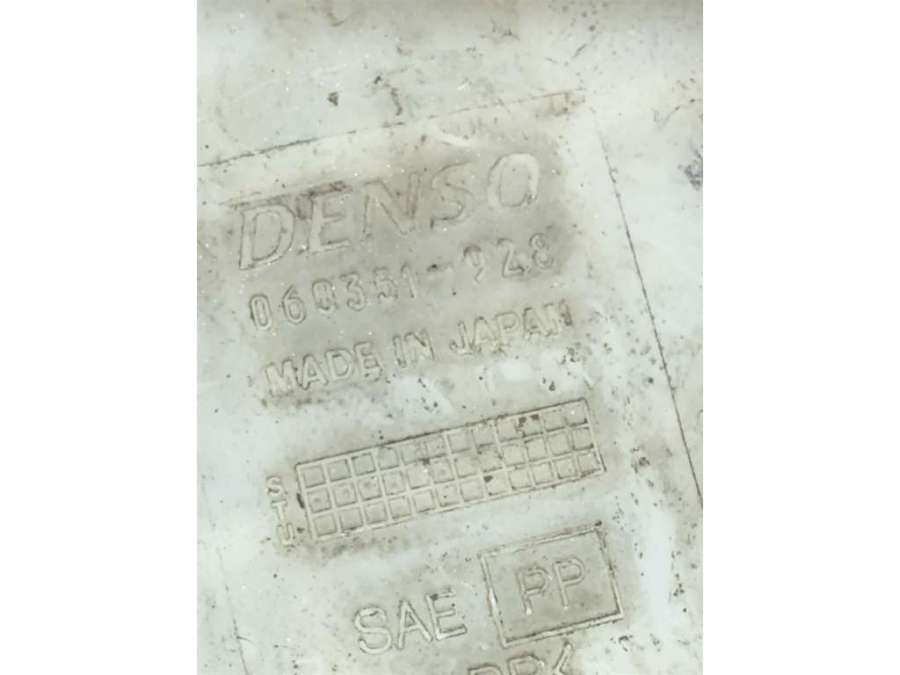 DENSO
060351-928
MADE IN JAPAN
S
T
U
SAE PP